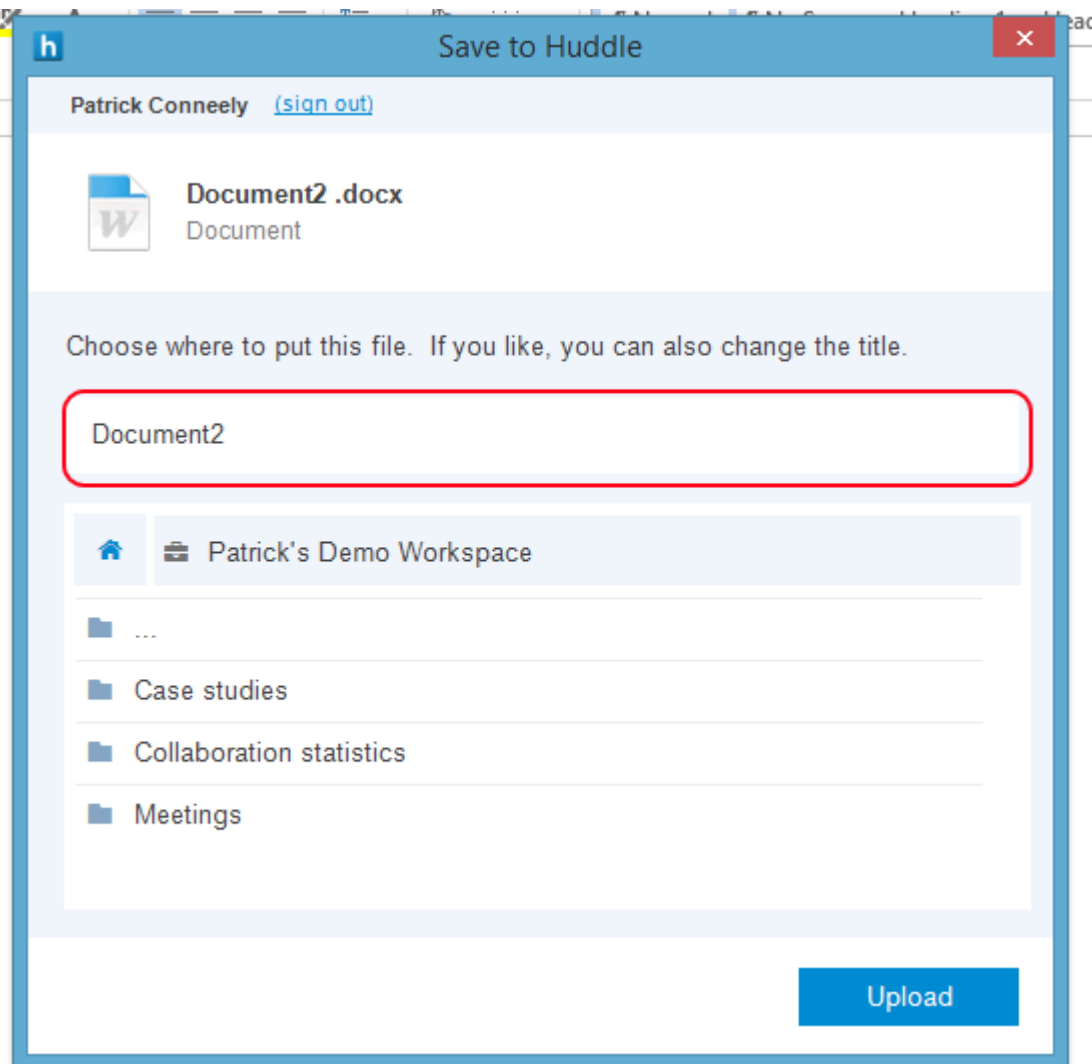 h Save to Huddle
Patrick Conneely (sign out)
W
Document2 .docx
Document
Choose where to put this file. If you like, you can also change the title.
Document2
Patrick's Demo Workspace
...
Case studies
Collaboration statistics
Meetings
Upload